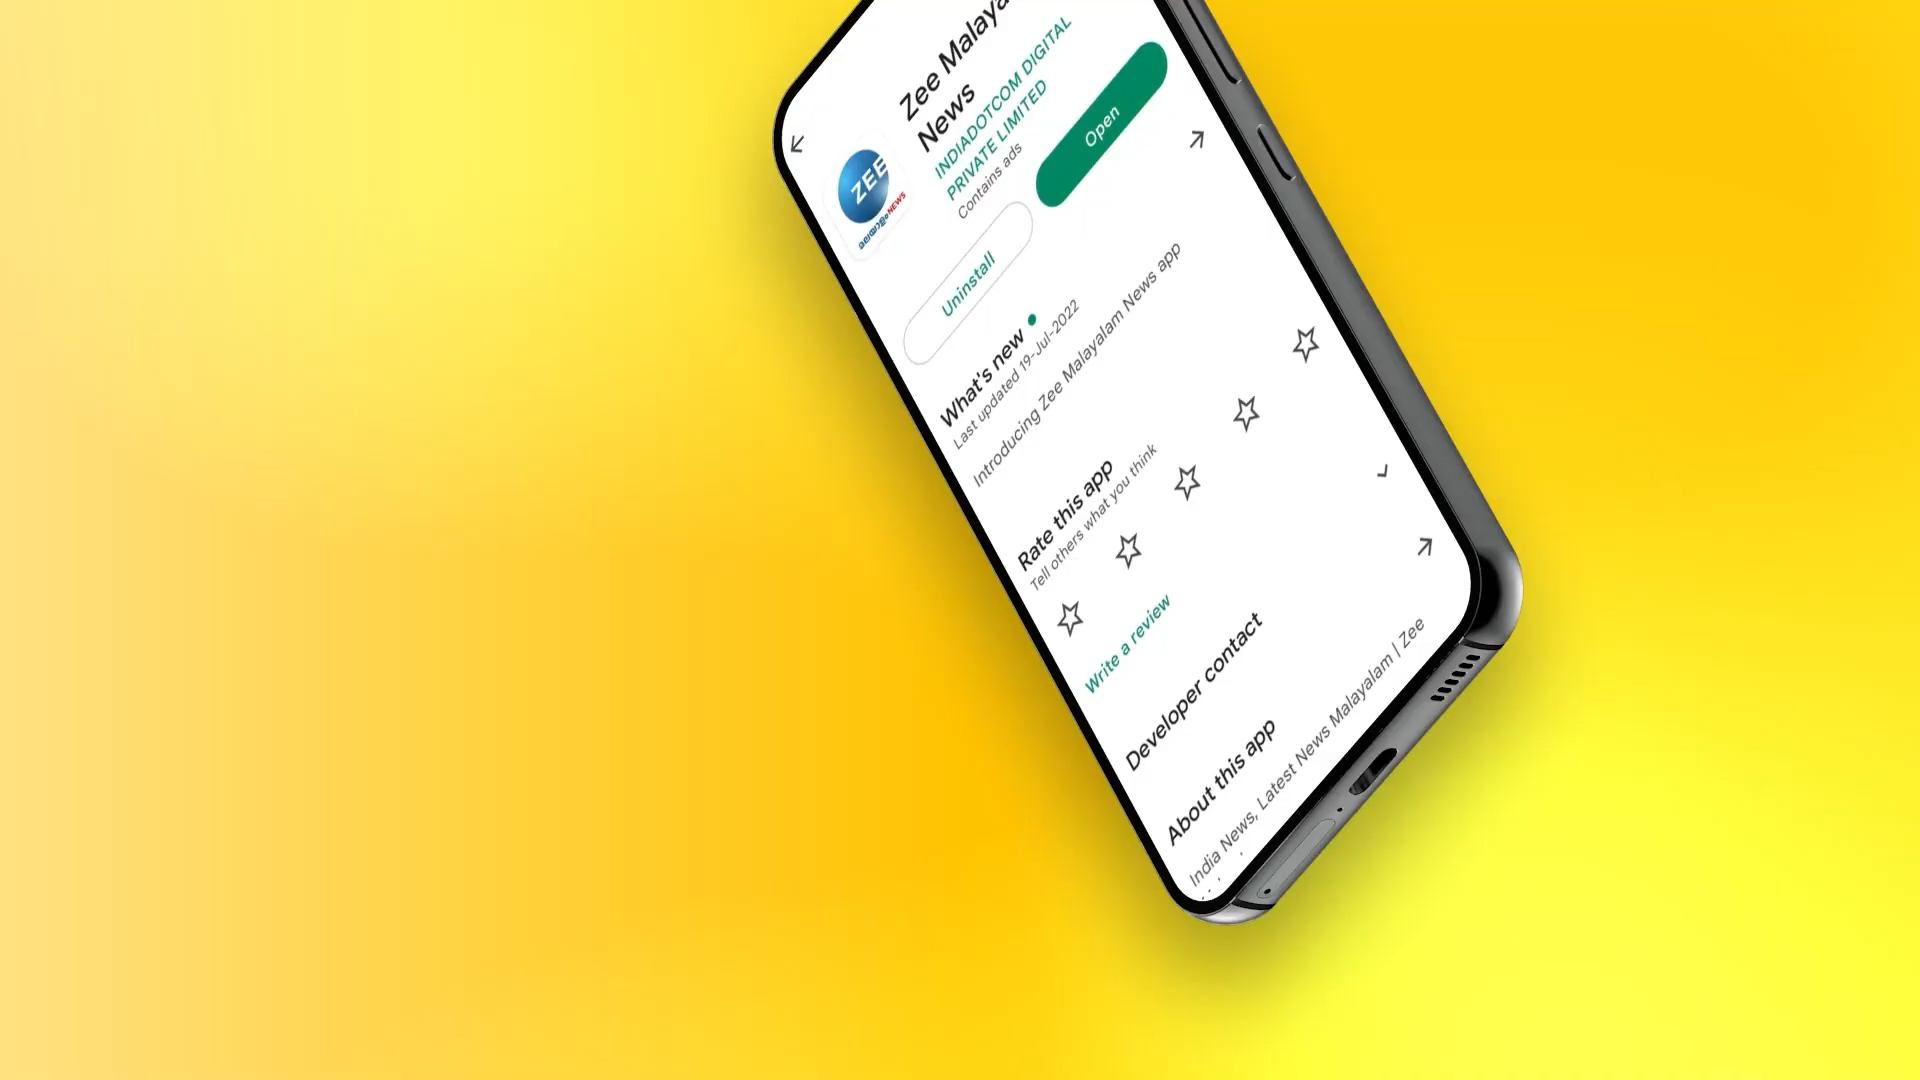 Zee Malaya
News
INDIADOTCOM DIGITAL
PRIVATE LIMITED
Contains ads
ZEE
മലയാളം NEWS
Uninstall
Open
What's new
Last updated 19-Jul-2022
Introducing Zee Malayalam News app
Rate this app
Tell others what you think
Write a review
Developer contact
About this app
India News, Latest News Malayalam | Zee